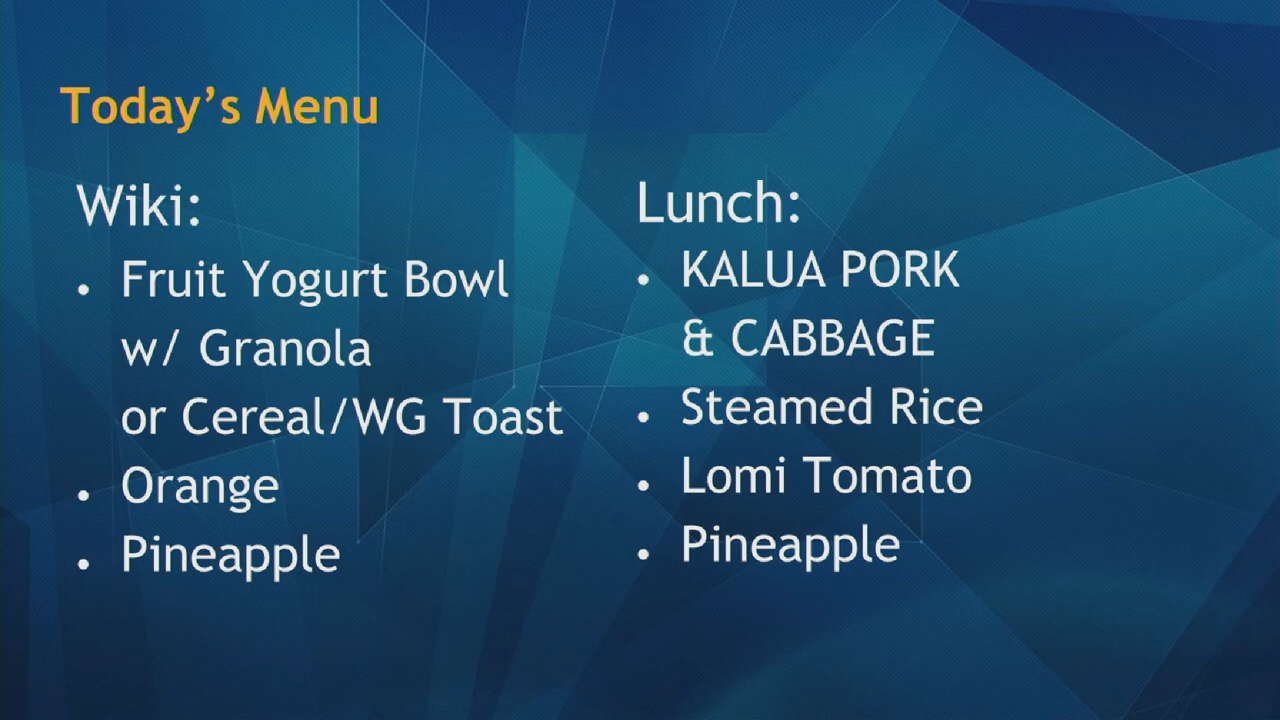 Today’s Menu
Wiki:
• Fruit Yogurt Bowl
w/ Granola
or Cereal/WG Toast
• Orange
• Pineapple
Lunch:
• KALUA PORK
& CABBAGE
• Steamed Rice
• Lomi Tomato
• Pineapple